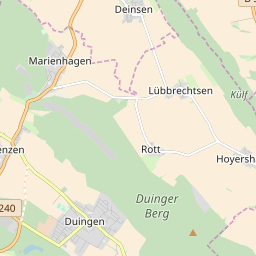 Deinsen
Marienhagen
Lübbrechtsen
Külf
enzen
Rott
Hoyersh
Duinger
Berg
240
Duingen